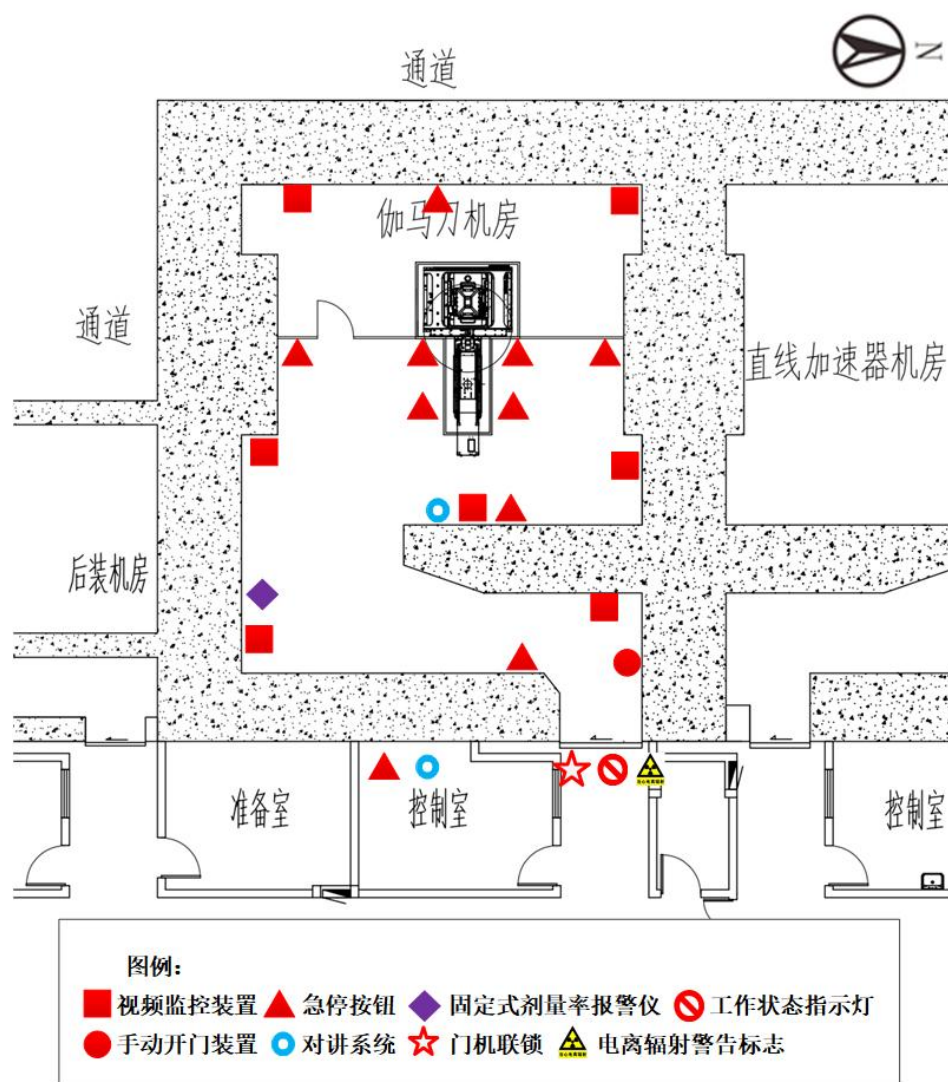 通道
N
伽马刀机房
通道
直线加速器机房
后装机房
准备室
控制室
控制室
图例：
视频监控装置 急停按钮 固定式剂量率报警仪 工作状态指示灯
手动开门装置 对讲系统 门机联锁 电离辐射警告标志